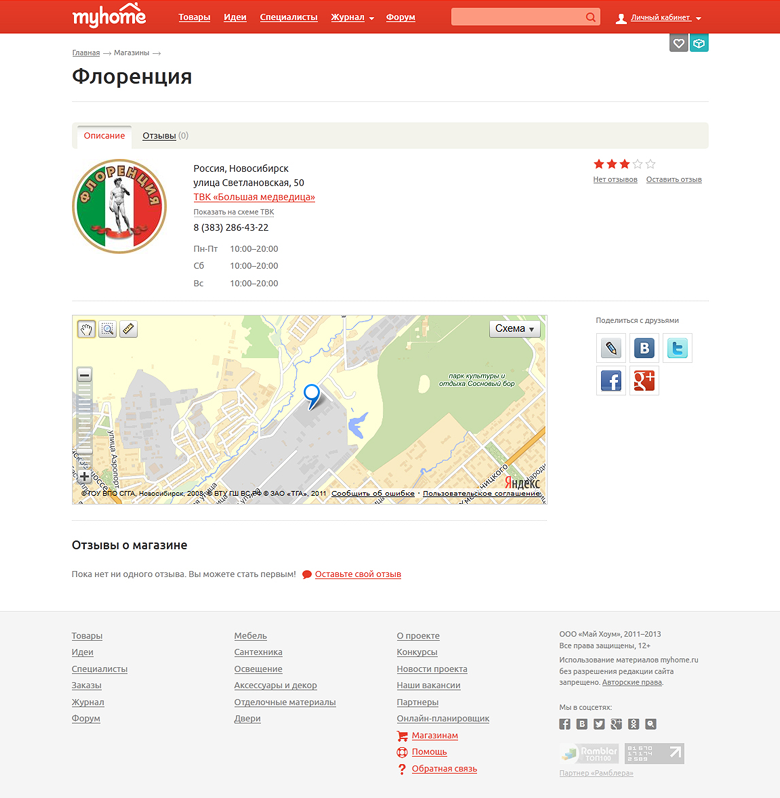 myhome Товары Идеи Специалисты Журнал Форум Личный кабинет
Главная → Магазины →
Флоренция
Описание Отзывы (0)
ФЛОРЕНЦИЯ
Россия, Новосибирск
улица Светлановская, 50
ТВК «Большая медведица»
Показать на схеме ТВК
8 (383) 286-43-22
Пн-Пт 10:00–20:00
Сб 10:00–20:00
Вс 10:00–20:00
Нет отзывов Оставить отзыв
Схема
парк культуры и
отдыха Сосновый бор
улица Аэропорт
Яндекс
© ГОУ ВПО СГГА, Новосибирск, 2008; © ВТУ ГШ ВС РФ © ЗАО «ТГА», 2011 Сообщить об ошибке · Пользовательское соглашение
Поделиться с друзьями
Отзывы о магазине
Пока нет ни одного отзыва. Вы можете стать первым! Оставьте свой отзыв
Товары
Идеи
Специалисты
Заказы
Журнал
Форум
Мебель
Сантехника
Освещение
Аксессуары и декор
Отделочные материалы
Двери
О проекте
Конкурсы
Новости проекта
Наши вакансии
Партнеры
Онлайн-планировщик
Магазинам
Помощь
Обратная связь
ООО «Май Хоум», 2011–2013
Все права защищены, 12+
Использование материалов myhome.ru
без разрешения редакции сайта
запрещено. Авторские права.
Мы в соцсетях:
Rambler
ТОП100
Партнер «Рамблера»